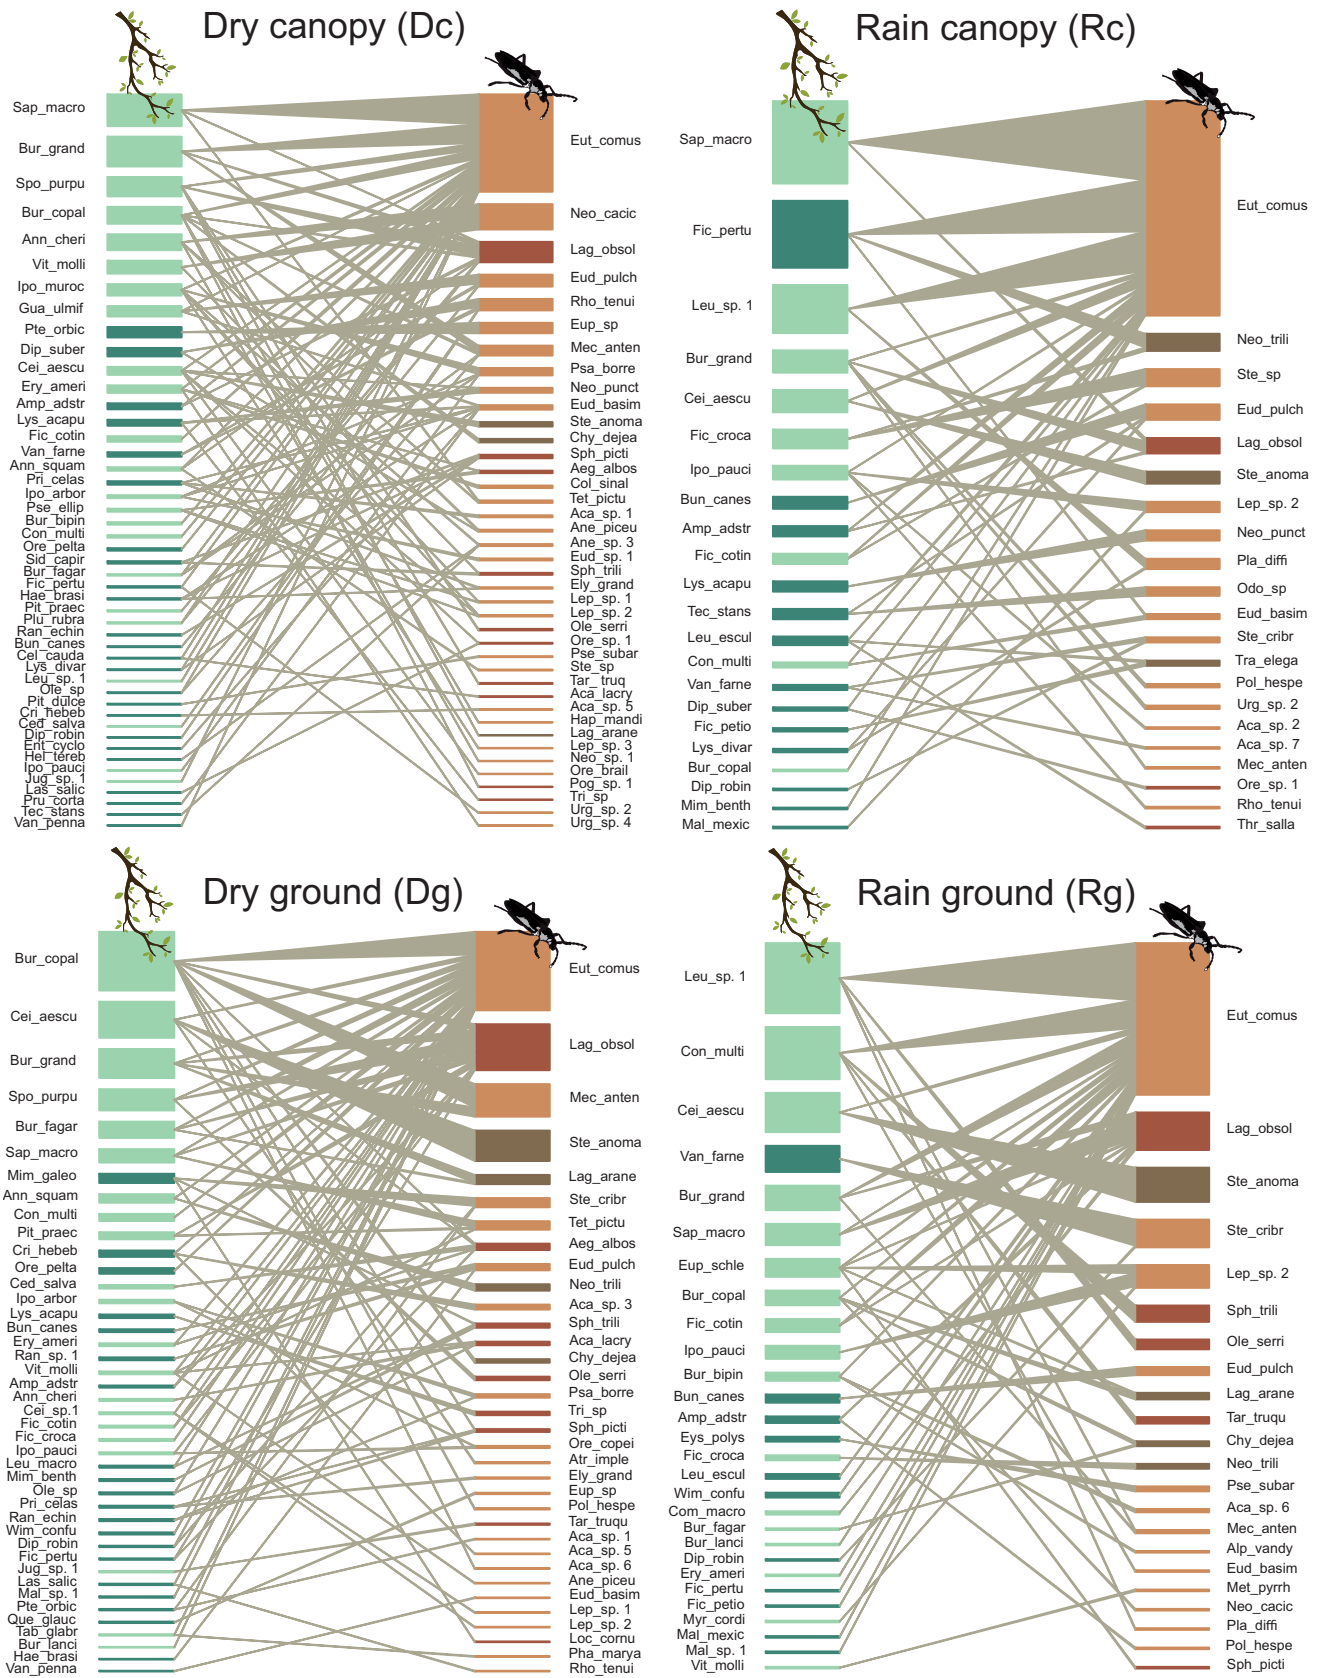 Dry canopy (Dc)
Sap_macro
Bur_grand
Spo_purpu
Bur_copal
Ann_cheri
Vit_molli
Ipo_muroc
Gua_ulmif
Pte_orbic
Dip_suber
Cei_aescu
Ery_ameri
Amp_adstr
Lys_acapu
Fic_cotin
Van_farne
Ann_squam
Pri_celas
Ipo_arbor
Pse_ellip
Bur_bipin
Con_multi
Ore_pelta
Sid_capir
Bur_fagar
Fic_pertu
Hae_brasi
Pit_praec
Plu_rubra
Ran_echin
Bun_canes
Cel_cauda
Lys_divar
Leu_sp. 1
Ole_sp
Pit_dulce
Cri_hebeb
Ced_salva
Dip_robin
Ent_cyclo
Hel_tereb
Ipo_pauci
Jug_sp. 1
Las_salic
Pru_corta
Tec_stans
Van_penna
Eut_comus
Neo_cacic
Lag_obsol
Eud_pulch
Rho_tenui
Eup_sp
Mec_anten
Psa_borre
Neo_punct
Eud_basim
Ste_anoma
Chy_dejea
Sph_picti
Aeg_albos
Col_sinal
Tet_pictu
Aca_sp. 1
Ane_piceu
Ane_sp. 3
Eud_sp. 1
Sph_trili
Ely_grand
Lep_sp. 1
Lep_sp. 2
Ole_serri
Ore_sp. 1
Pse_subar
Ste_sp
Tar_truq
Aca_lacry
Aca_sp. 5
Hap_mandi
Lag_arane
Lep_sp. 3
Neo_sp. 1
Ore_brail
Pog_sp. 1
Tri_sp
Urg_sp. 2
Urg_sp. 4
Rain canopy (Rc)
Sap_macro
Fic_pertu
Leu_sp. 1
Bur_grand
Cei_aescu
Fic_croca
Ipo_pauci
Bun_canes
Amp_adstr
Fic_cotin
Lys_acapu
Tec_stans
Leu_escul
Con_multi
Van_farne
Dip_suber
Fic_petio
Lys_divar
Bur_copal
Dip_robin
Mim_benth
Mal_mexic
Eut_comus
Neo_trili
Ste_sp
Eud_pulch
Lag_obsol
Ste_anoma
Lep_sp. 2
Neo_punct
Pla_diffi
Odo_sp
Eud_basim
Ste_cribr
Tra_elega
Pol_hespe
Urg_sp. 2
Aca_sp. 2
Aca_sp. 7
Mec_anten
Ore_sp. 1
Rho_tenui
Thr_salla
Dry ground (Dg)
Bur_copal
Cei_aescu
Bur_grand
Spo_purpu
Bur_fagar
Sap_macro
Mim_galeo
Ann_squam
Con_multi
Pit_praec
Cri_hebeb
Ore_pelta
Ced_salva
Ipo_arbor
Lys_acapu
Bun_canes
Ery_ameri
Ran_sp. 1
Vit_molli
Amp_adstr
Ann_cheri
Cei_sp.1
Fic_cotin
Fic_croca
Ipo_pauci
Leu_macro
Mim_benth
Ole_sp
Pri_celas
Ran_echin
Wim_confu
Dip_robin
Fic_pertu
Jug_sp. 1
Las_salic
Mal_sp. 1
Pte_orbic
Que_glauc
Tab_glabr
Bur_lanci
Hae_brasi
Van_penna
Eut_comus
Lag_obsol
Mec_anten
Ste_anoma
Lag_arane
Ste_cribr
Tet_pictu
Aeg_albos
Eud_pulch
Neo_trili
Aca_sp. 3
Sph_trili
Aca_lacry
Chy_dejea
Ole_serri
Psa_borre
Tri_sp
Sph_picti
Ore_copei
Atr_imple
Ely_grand
Eup_sp
Pol_hespe
Tar_truqu
Aca_sp. 1
Aca_sp. 5
Aca_sp. 6
Ane_piceu
Eud_basim
Lep_sp. 1
Lep_sp. 2
Loc_cornu
Pha_marya
Rho_tenui
Rain ground (Rg)
Leu_sp. 1
Con_multi
Cei_aescu
Van_farne
Bur_grand
Sap_macro
Eup_schle
Bur_copal
Fic_cotin
Ipo_pauci
Bur_bipin
Bun_canes
Amp_adstr
Eys_polys
Fic_croca
Leu_escul
Wim_confu
Com_macro
Bur_fagar
Bur_lanci
Dip_robin
Ery_ameri
Fic_pertu
Fic_petio
Myr_cordi
Mal_mexic
Mal_sp. 1
Vit_molli
Eut_comus
Lag_obsol
Ste_anoma
Ste_cribr
Lep_sp. 2
Sph_trili
Ole_serri
Eud_pulch
Lag_arane
Tar_truqu
Chy_dejea
Neo_trili
Pse_subar
Aca_sp. 6
Mec_anten
Alp_vandy
Eud_basim
Met_pyrrh
Neo_cacic
Pla_diffi
Pol_hespe
Sph_picti